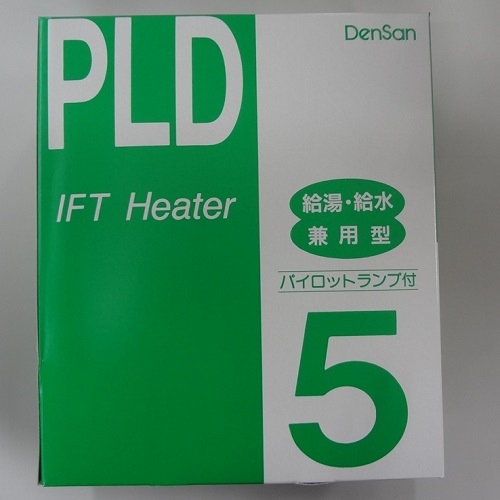 PLD
DenSan
IFT Heater
給湯・給水
兼用型
パイロットランプ付
5